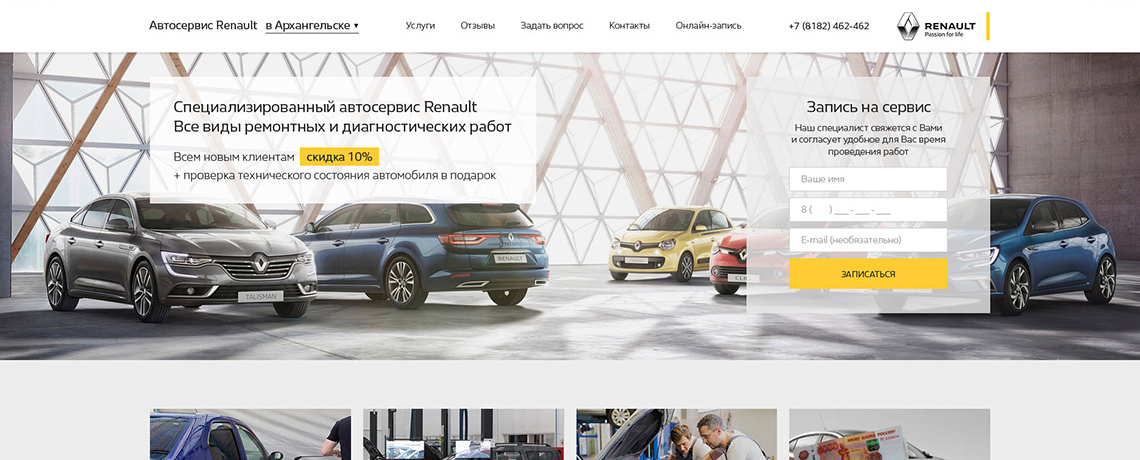 Автосервис Renault в Архангельске ▾
Услуги
Отзывы
Задать вопрос
Контакты
Онлайн-запись
+7 (8182) 462-462
RENAULT
Passion for life
Специализированный автосервис Renault
Все виды ремонтных и диагностических работ
Всем новым клиентам скидка 10%
+ проверка технического состояния автомобиля в подарок
Запись на сервис
Наш специалист свяжется с Вами
и согласует удобное для Вас время
проведения работ
Ваше имя
8 ( ) ___ - ___ - ___
E-mail (необязательно)
ЗАПИСАТЬСЯ
TALISMAN
RENAULT